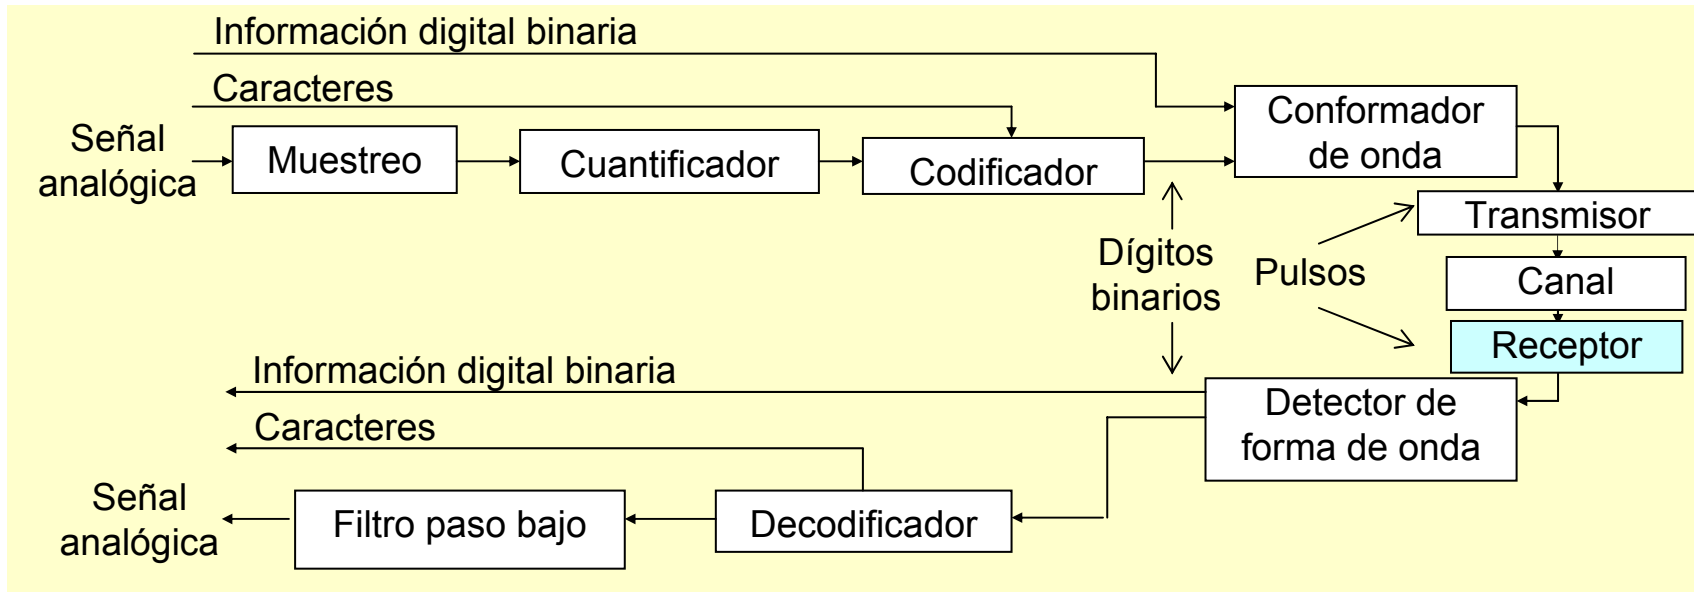 Información digital binaria
Caracteres
Señal
analógica
Muestreo
Cuantificador
Codificador
Conformador
de onda
Transmisor
Dígitos
binarios
Pulsos
Canal
Receptor
Información digital binaria
Caracteres
Detector de
forma de onda
Señal
analógica
Filtro paso bajo
Decodificador